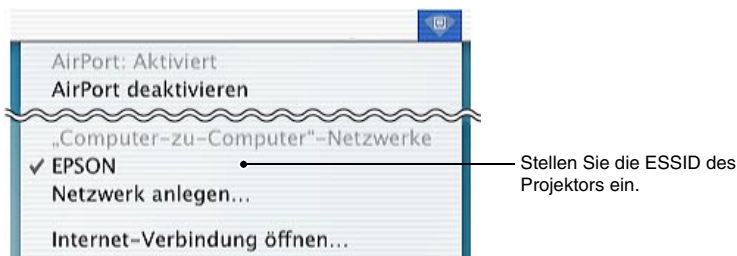 AirPort: Aktiviert
AirPort deaktivieren
„Computer-zu-Computer“-Netzwerke
✓ EPSON
Netzwerk anlegen...
Internet-Verbindung öffnen...
Stellen Sie die ESSID des
Projektors ein.